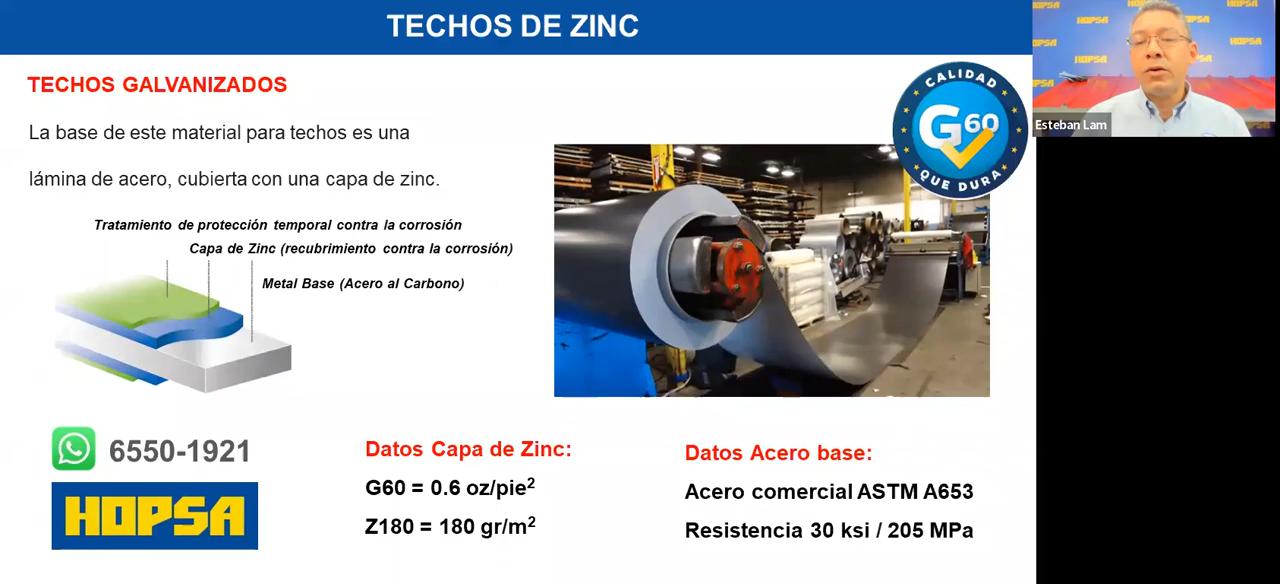 TECHOS DE ZINC
TECHOS GALVANIZADOS
La base de este material para techos es una
lámina de acero, cubierta con una capa de zinc.
Tratamiento de protección temporal contra la corrosión
Capa de Zinc (recubrimiento contra la corrosión)
Metal Base (Acero al Carbono)
CALIDAD
G60
QUE DURA
HOPSA
HOPSA
HOPSA
HOPSA
HOPSA
Esteban Lam
6550-1921
HOPSA
Datos Capa de Zinc:
G60 = 0.6 oz/pie²
Z180 = 180 gr/m²
Datos Acero base:
Acero comercial ASTM A653
Resistencia 30 ksi / 205 MPa